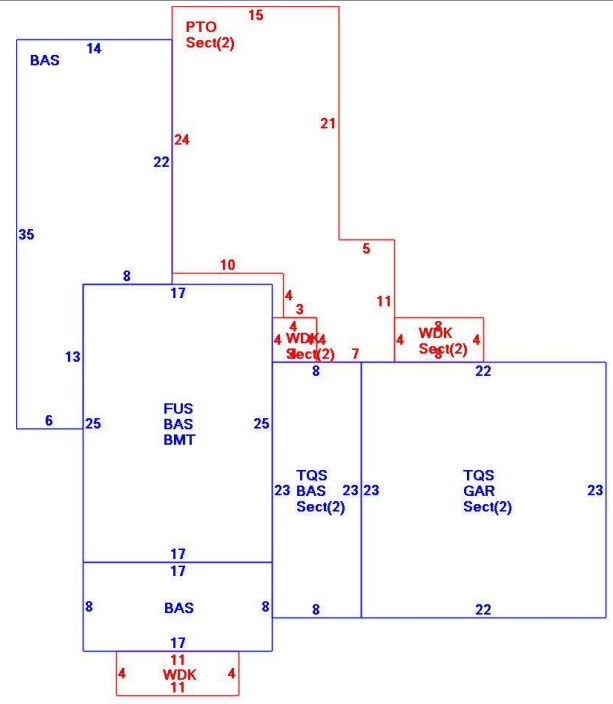 15
PTO
Sect(2)
14
BAS
21
24
22
35
5
10
8
17
4
11
3
4 8
4 WDK 4 4 WDK 4
Sect(2) Sect(2)
8
13
8 7 22
FUS
BAS
BMT
6 25 25
TQS TQS
23 BAS 23 23 GAR 23
Sect(2) Sect(2)
17
17
8 BAS 8
8 22
17
11
4 WDK 4
11